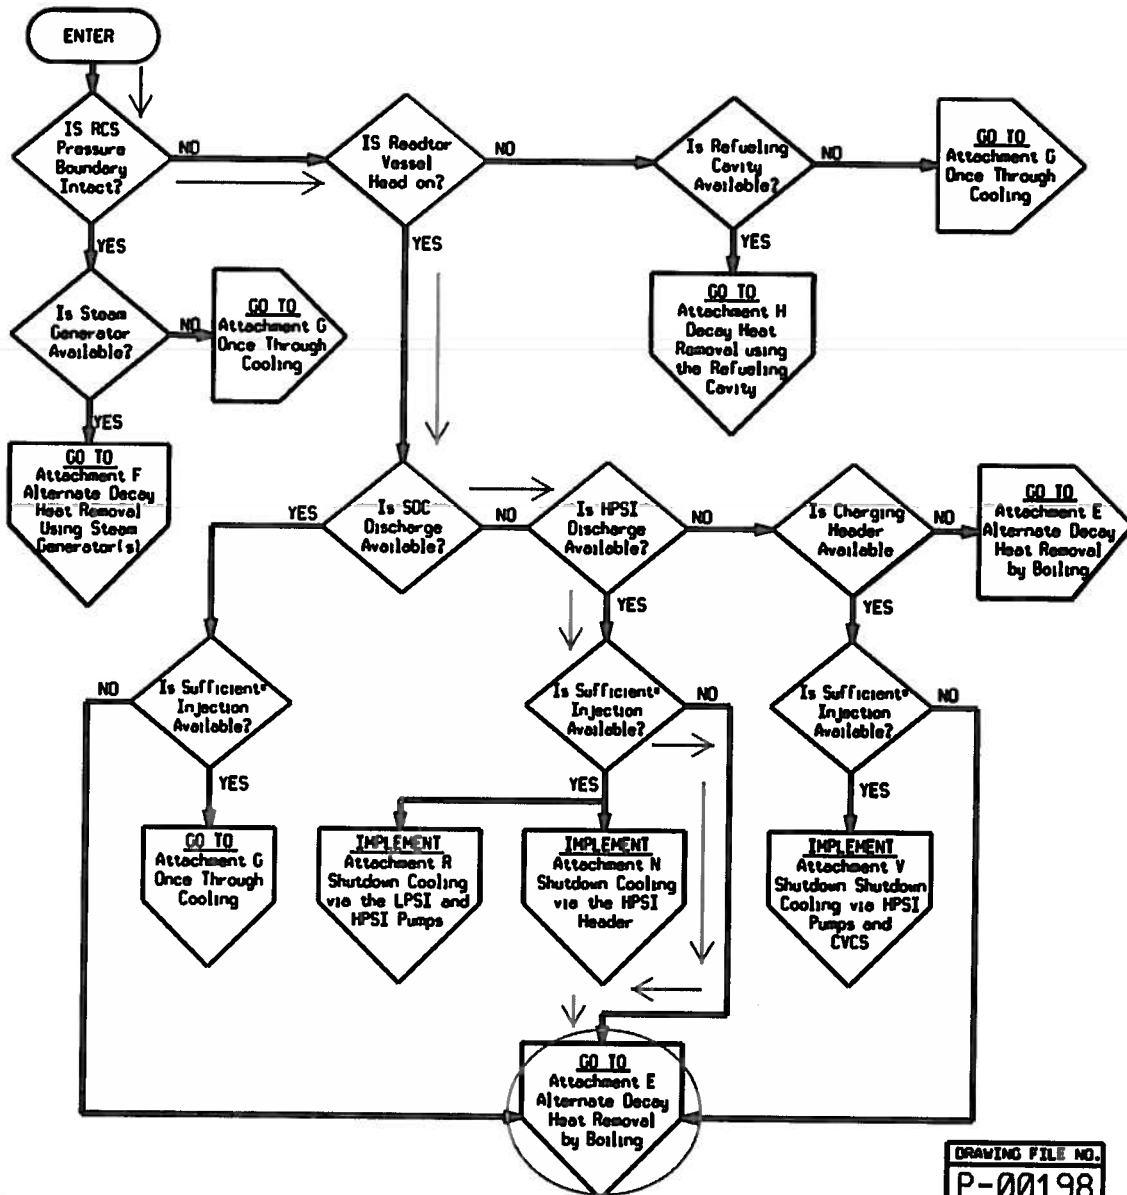 ENTER
IS RCS
Pressure
Boundary
Intact?
NO
IS Readtor
Vessel
Head on?
NO
Is Refueling
Cavity
Available?
NO
GO TO
Attachment G
Once Through
Cooling
YES
YES
YES
Is Steam
Generator
Available?
NO
GO TO
Attachment G
Once Through
Cooling
GO TO
Attachment H
Decay Heat
Removal using
the Refueling
Cavity
YES
GO TO
Attachment F
Alternate Decay
Heat Removal
Using Steam
Generator(s)
YES
Is SDC
Discharge
Available?
NO
Is HPSI
Discharge
Available?
NO
Is Charging
Header
Available
NO
GO TO
Attachment E
Alternate Decay
Heat Removal
by Boiling
YES
YES
NO
Is Sufficient*
Injection
Available?
Is Sufficient*
Injection
Available?
NO
Is Sufficient*
Injection
Available?
NO
YES
YES
YES
GO TO
Attachment G
Once Through
Cooling
IMPLEMENT
Attachment R
Shutdown Cooling
via the LPSI and
HPSI Pumps
IMPLEMENT
Attachment N
Shutdown Cooling
via the HPSI
Header
IMPLEMENT
Attachment V
Shutdown Shutdown
Cooling via HPSI
Pumps and
CVCS
GO TO
Attachment E
Alternate Decay
Heat Removal
by Boiling
DRAWING FILE NO.
P-00198